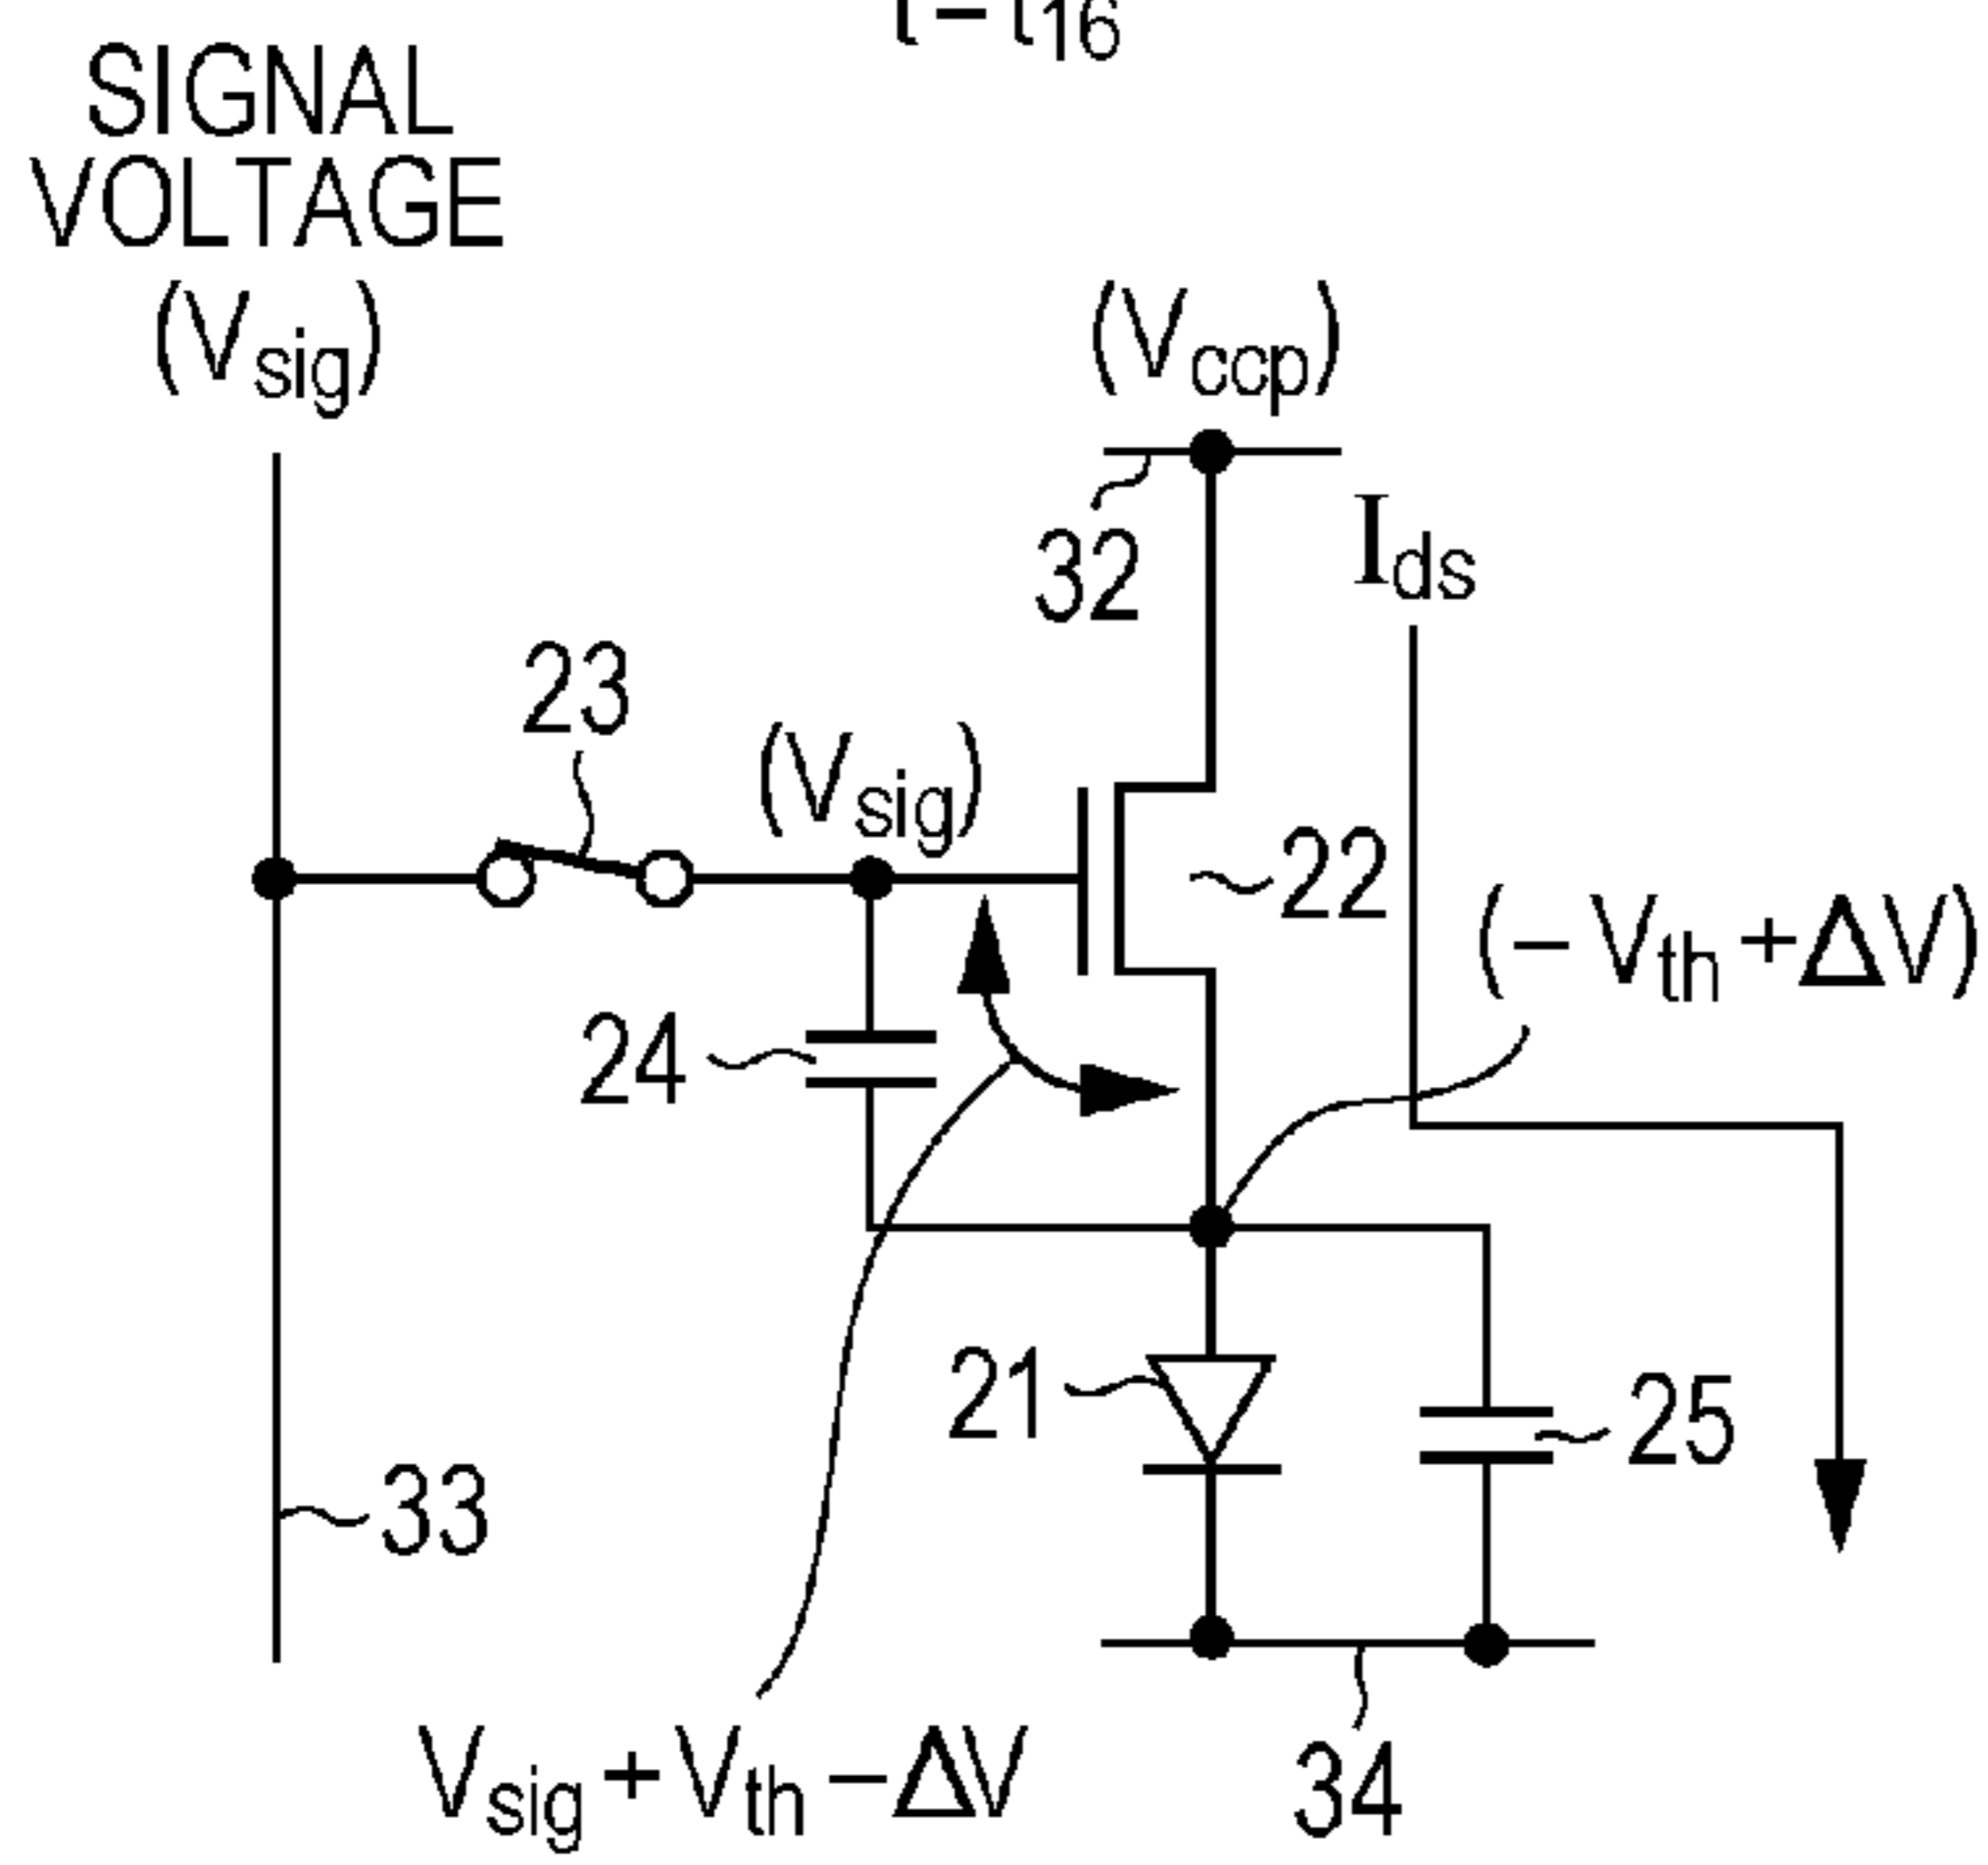 t=t16
SIGNAL
VOLTAGE
(Vsig)
(Vccp)
32
Ids
23
(Vsig)
22
(−Vth+ΔV)
24
21
25
33
Vsig+Vth−ΔV
34